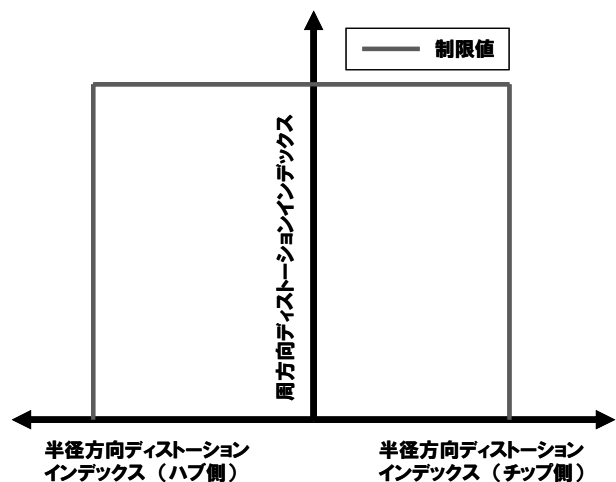 制限値
周方向ディストーションインデックス
半径方向ディストーション
インデックス（ハブ側）
半径方向ディストーション
インデックス（チップ側）